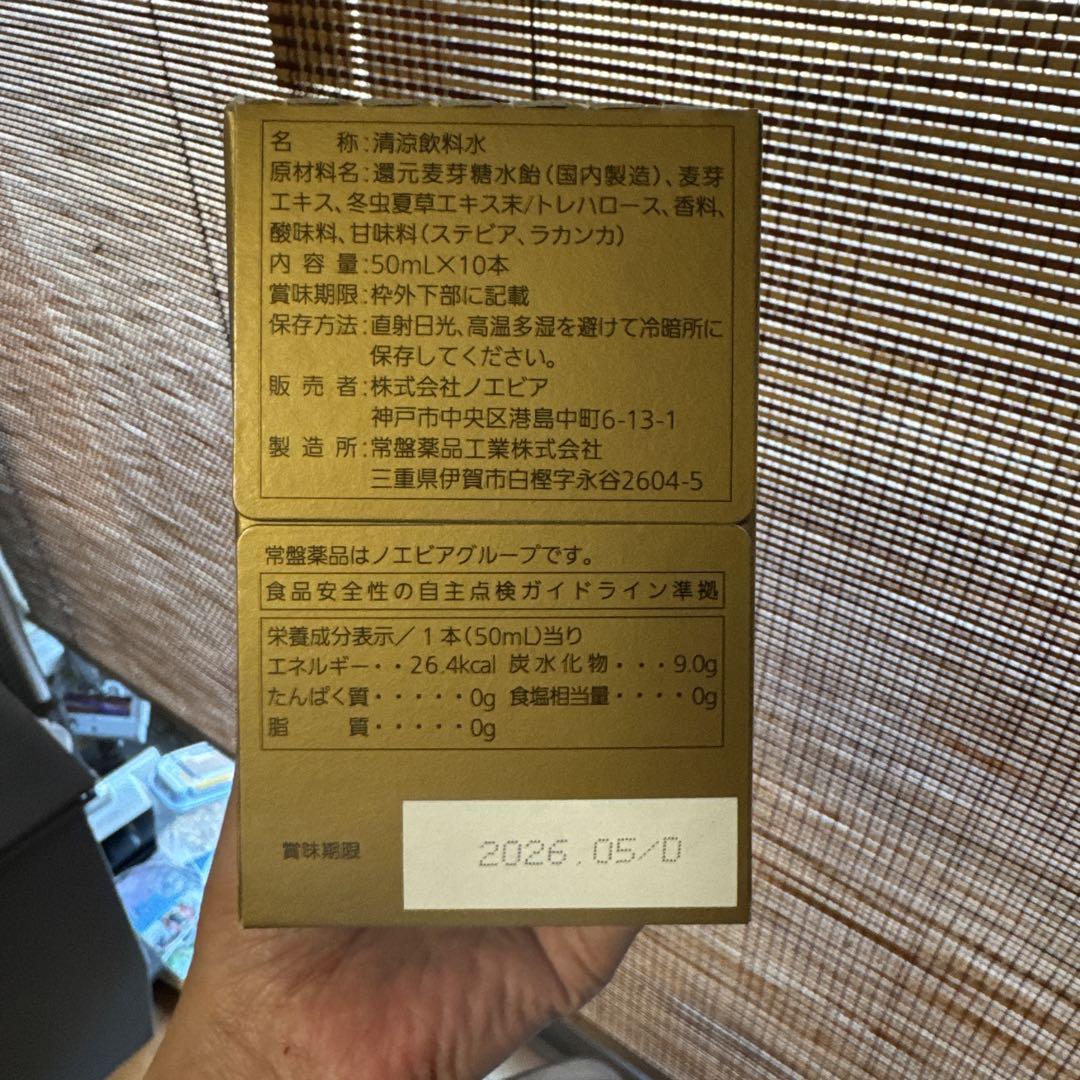 名称:清涼飲料水
原材料名:還元麦芽糖水飴(国内製造)、麦芽
エキス、冬虫夏草エキス末/トレハロース、香料、
酸味料、甘味料(ステビア、ラカンカ)
内容量:50mL×10本
賞味期限:枠外下部に記載
保存方法:直射日光、高温多湿を避けて冷暗所に
保存してください。
販売者:株式会社ノエビア
神戸市中央区港島中町6-13-1
製造所:常盤薬品工業株式会社
三重県伊賀市白樫字永谷2604-5
常盤薬品はノエビアグループです。
食品安全性の自主点検ガイドライン準拠
栄養成分表示/1本(50mL)当り
エネルギー・・26.4kcal 炭水化物・・・9.0g
たんぱく質・・・・・0g 食塩相当量・・・・0g
脂質・・・・・0g
賞味期限 2026.05/D